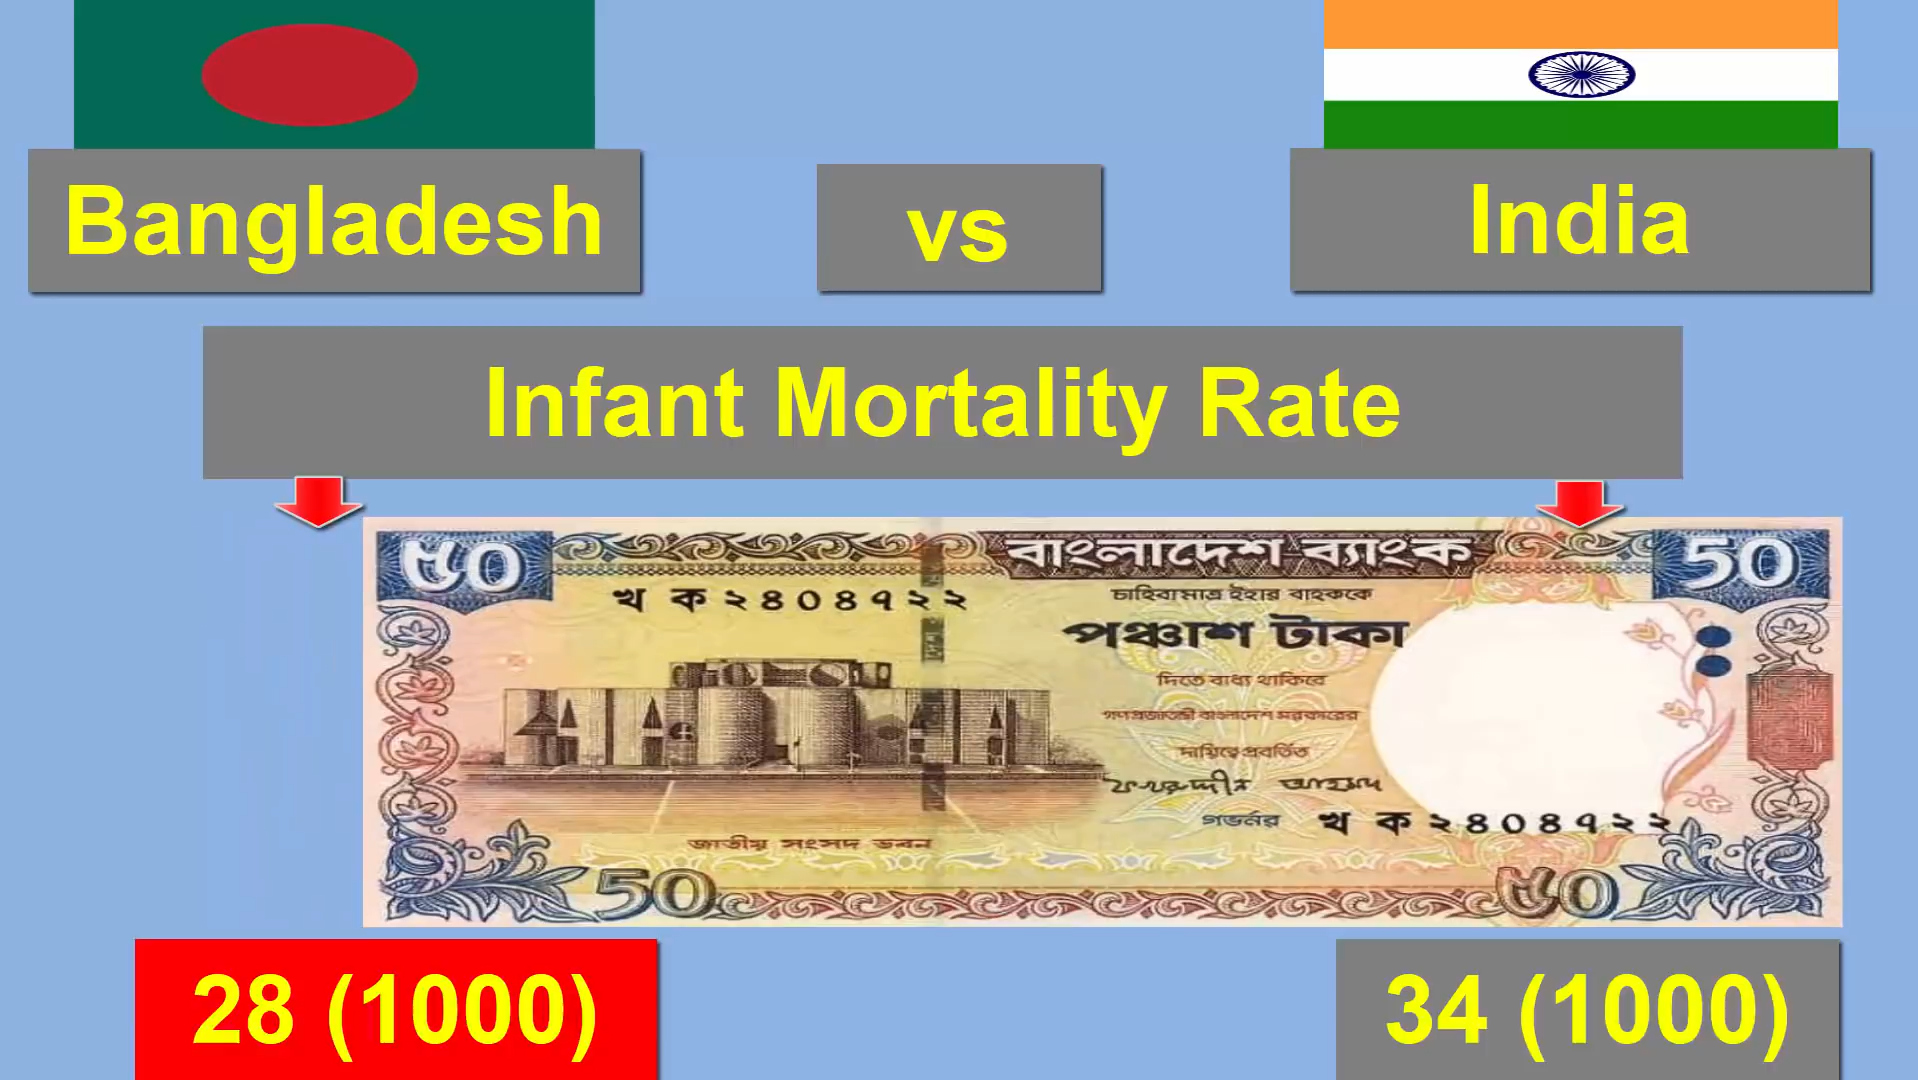 Bangladesh
vs
India
Infant Mortality Rate
৫০
বাংলাদেশ ব্যাংক
50
চাহিবামাত্র ইহার বাহককে
খ ক ২৪০৪৭২২
পঞ্চাশ টাকা
দিতে বাধ্য থাকিবে
গণপ্রজাতন্ত্রী বাংলাদেশ সরকারের
দায়িত্বে প্রবর্তিত
গভর্নর
খ ক ২৪০৪৭২২
জাতীয় সংসদ ভবন
50
৫০
28 (1000)
34 (1000)